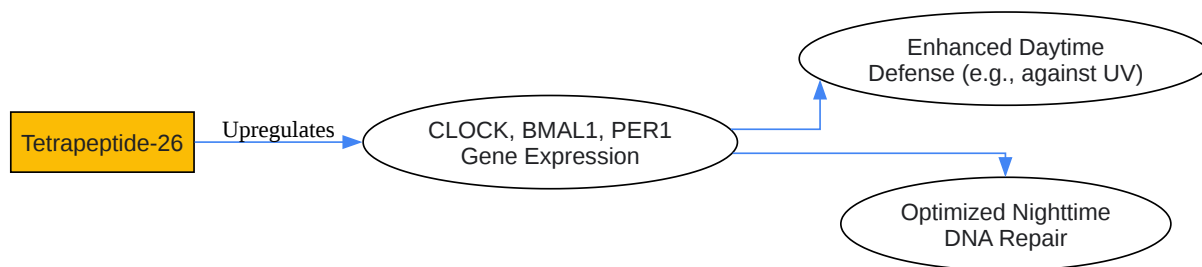 Tetrapeptide-26
Upregulates
CLOCK, BMAL1, PER1
Gene Expression
Enhanced Daytime
Defense (e.g., against UV)
Optimized Nighttime
DNA Repair